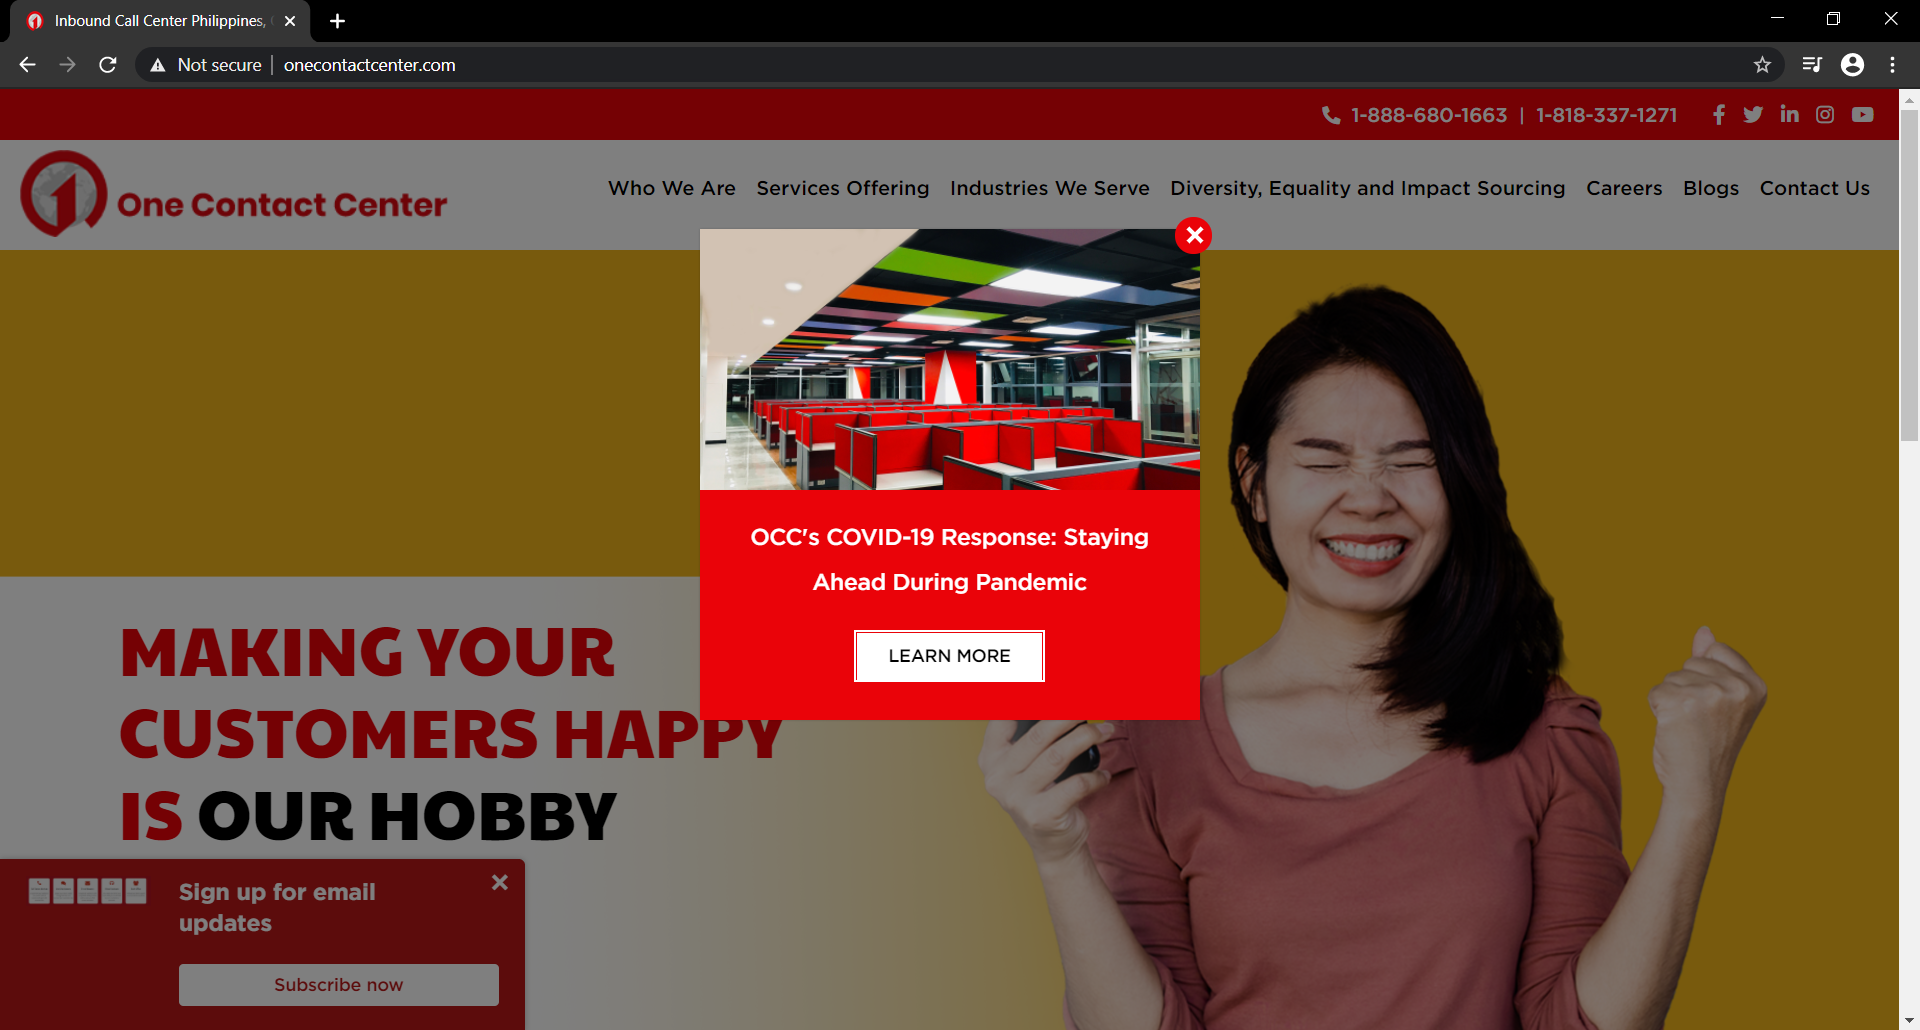 Inbound Call Center Philippines,
Not secure | onecontactcenter.com
1-888-680-1663 | 1-818-337-1271
One Contact Center
Who We Are Services Offering Industries We Serve Diversity, Equality and Impact Sourcing Careers Blogs Contact Us
OCC's COVID-19 Response: Staying
Ahead During Pandemic
LEARN MORE
MAKING YOUR
CUSTOMERS HAPPY
IS OUR HOBBY
Sign up for email
updates
Subscribe now